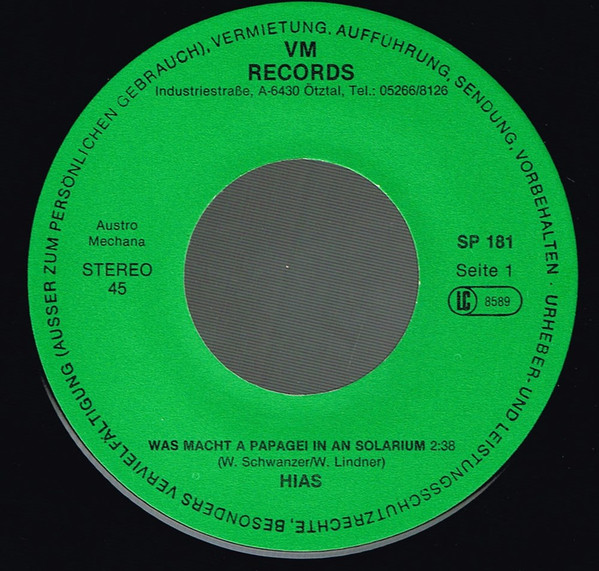 VM
RECORDS
Industriestraße, A-6430 Ötztal, Tel.: 05266/8126
Austro
Mechana
STEREO
45
SP 181
Seite 1
LC 8589
WAS MACHT A PAPAGEI IN AN SOLARIUM 2:38
(W. Schwanzer/W. Lindner)
HIAS
URHEBER- UND LEISTUNGSSCHUTZRECHTE, BESONDERS VERVIELFÄLTIGUNG (AUSSER ZUM PERSÖNLICHEN GEBRAUCH), VERMIETUNG. AUFFÜHRUNG, SENDUNG, VORBEHALTEN ·